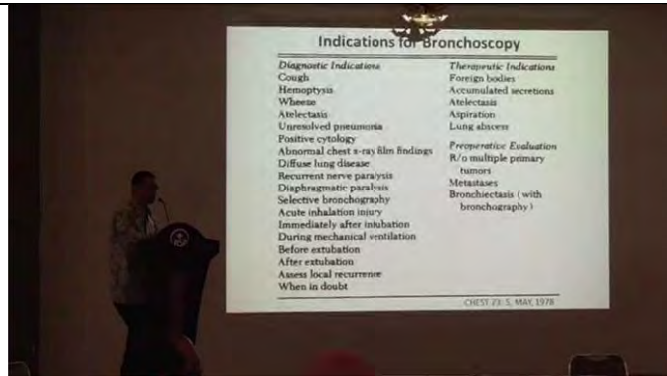 Indications for Bronchoscopy
Diagnostic Indications
Cough
Hemoptysis
Wheeze
Atelectasis
Unresolved pneumonia
Positive cytology
Abnormal chest x-ray film findings
Diffuse lung disease
Recurrent nerve paralysis
Diaphragmatic paralysis
Selective bronchography
Acute inhalation injury
Immediately after intubation
During mechanical ventilation
Before extubation
After extubation
Assess local recurrence
When in doubt
Therapeutic Indications
Foreign bodies
Accumulated secretions
Atelectasis
Aspiration
Lung abscess
Preoperative Evaluation
R/o multiple primary
tumors
Metastases
Bronchiectasis (with
bronchography)
CHEST 73: 5, MAY, 1978